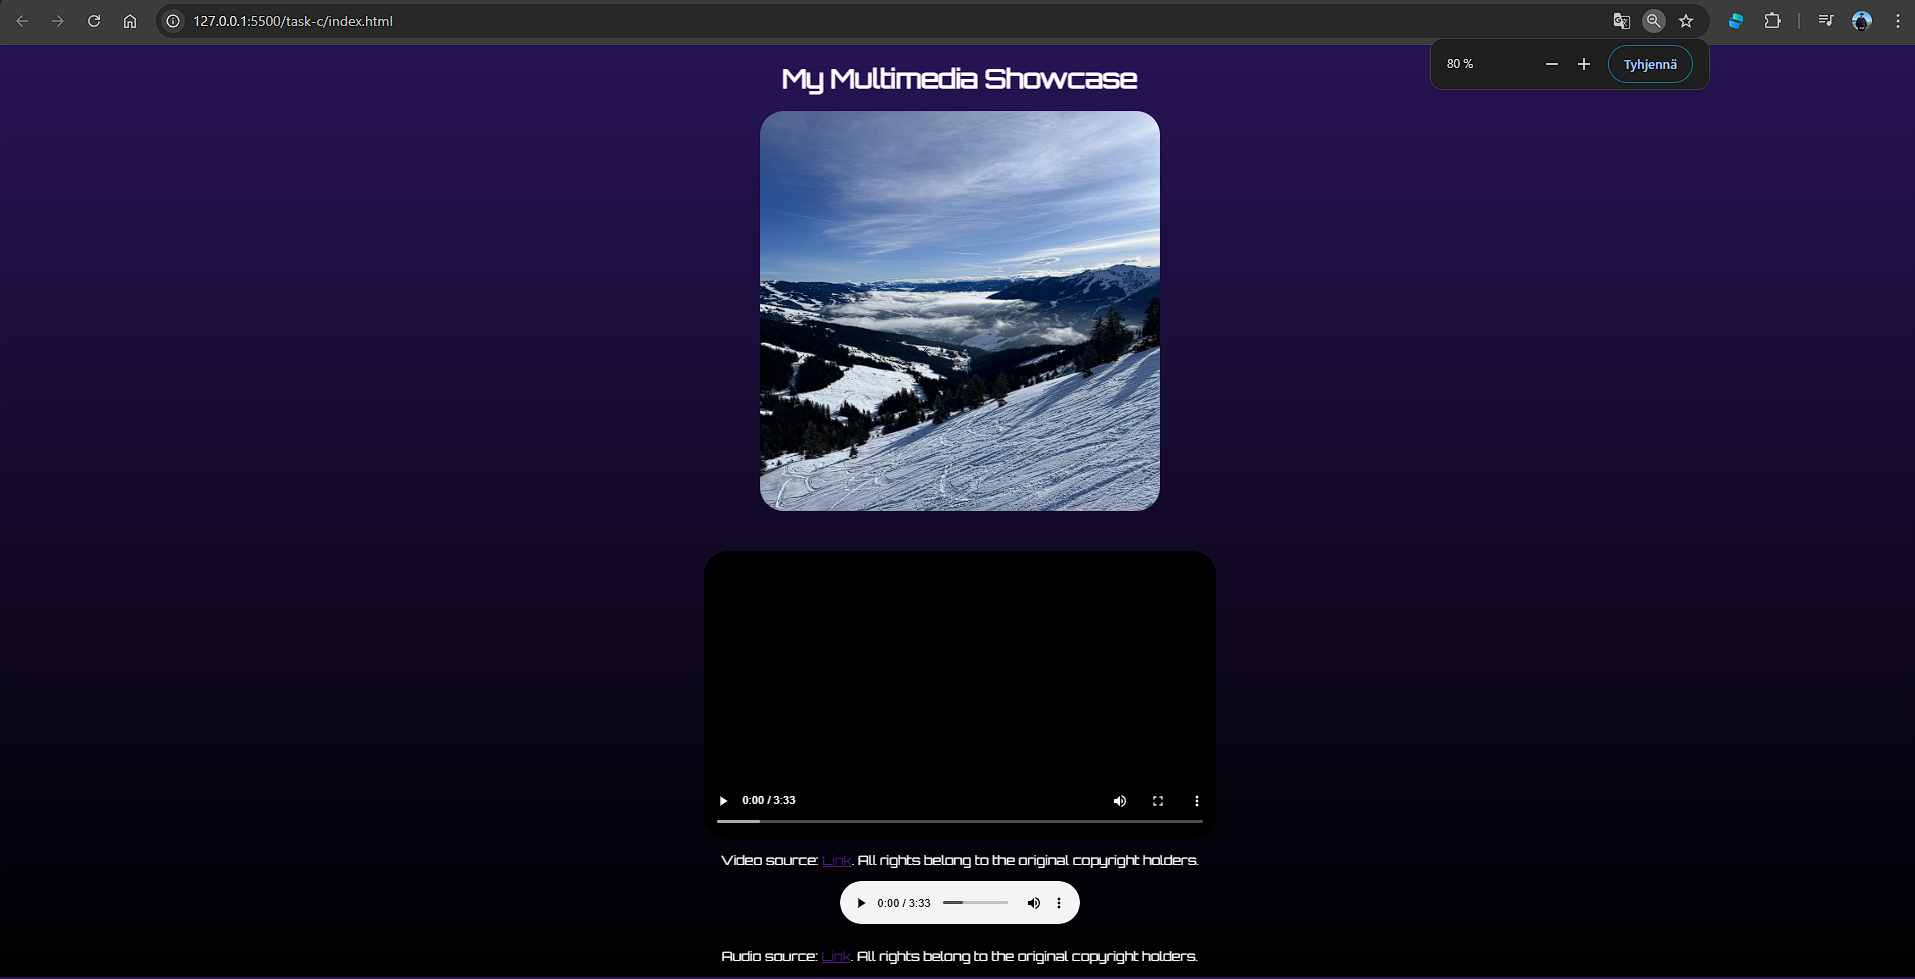 127.0.0.1:5500/task-c/index.html
80 %
Tyhjennä
My Multimedia Showcase
0:00 / 3:33
Video source: Link. All rights belong to the original copyright holders.
0:00 / 3:33
Audio source: Link. All rights belong to the original copyright holders.